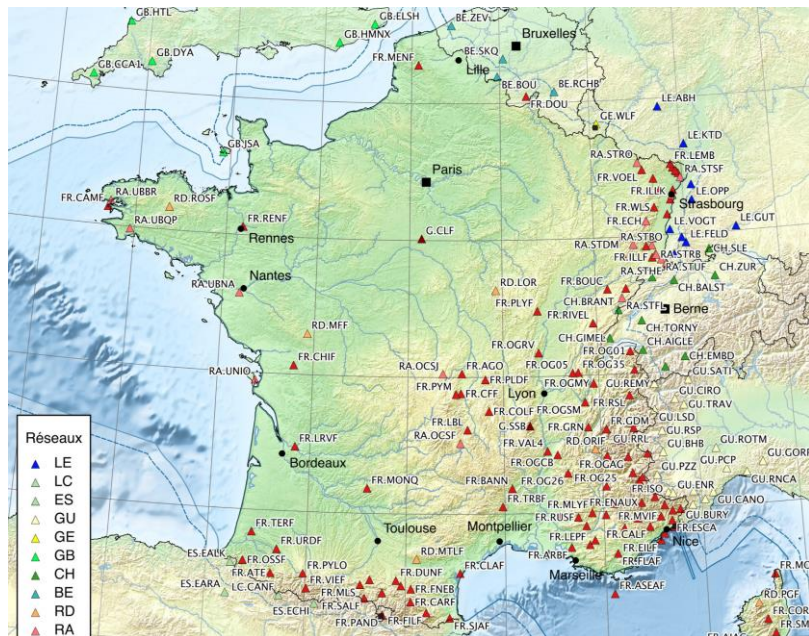 GB.HTL
GB.ELSH
GB.HMNX
GB.DYA
GB.CCA1
BE.ZEV
Bruxelles
BE.SKQ
FR.MENF
Lille
BE.BOU
BE.RCHB
FR.DOU
GE.WLF
LE.ABH
LE.KTD
GB.JSA
RA.STRO
FR.LEMB
RA.STSF
Paris
FR.VOEL
FR.CAMF
RA.UBBR
RD.ROSF
FR.ILLK
LE.OPP
Strasbourg
RA.UBQP
FR.RENF
Rennes
FR.WLS
FR.ECH
LE.VOGT
LE.GUT
G.CLF
LE.FELD
RA.STDM
RA.STBO
CH.SLE
FR.ILLF
RA.STRB
RA.STUF
CH.ZUR
RA.STHE
CH.BALST
Nantes
RA.UBNA
RD.LOR
FR.BOUC
FR.PLYF
CH.BRANT
RA.STFL
Berne
FR.RIVEL
CH.TORNY
RD.MFF
CH.GIMEL
CH.AIGLE
FR.OGRV
FR.OG01
CH.EMBD
FR.CHIF
RA.OCSJ
FR.AGO
FR.OG05
FR.OG35
GU.SATI
RA.UNIO
FR.PYM
FR.PLDF
FR.OGMY
GU.REMY
GU.CIRO
FR.CFF
Lyon
FR.RSL
GU.TRAV
FR.COLF
FR.OGSM
GU.LSD
FR.LBL
G.SSB
FR.GRN
FR.GDM
GU.RSP
RA.OCSF
FR.VAL4
RD.ORIF
GU.RRL
GU.BHB
GU.ROTM
FR.LRVF
Bordeaux
FR.OGCB
FR.OGAG
GU.PZZ
GU.PCP
GU.GORR
FR.MONQ
FR.BANN
FR.OG26
FR.OG25
FR.ISO
GU.ENR
GU.RNCA
FR.TRBF
FR.MLYF
FR.ENAUX
GU.CANO
FR.RUSF
FR.MVIF
GU.BURY
FR.TERF
Toulouse
Montpellier
FR.LEPF
FR.CALF
FR.ESCA
Nice
ES.EALK
FR.URDF
FR.ARBF
FR.EILF
FR.OSSF
RD.MTLF
Marseille
FR.FLAF
FR.ATE
FR.PYLO
FR.DUNF
FR.CLAF
ES.EARA
LC.CANF
FR.VIEF
FR.FNEB
FR.ASEAF
FR.MLS
FR.CARF
FR.SALF
ES.ECHI
FR.PAND
FR.FILF
FR.SJAF
RD.PGF
FR.COR
FR.SM
Réseaux
LE
LC
ES
GU
GE
GB
CH
BE
RD
RA